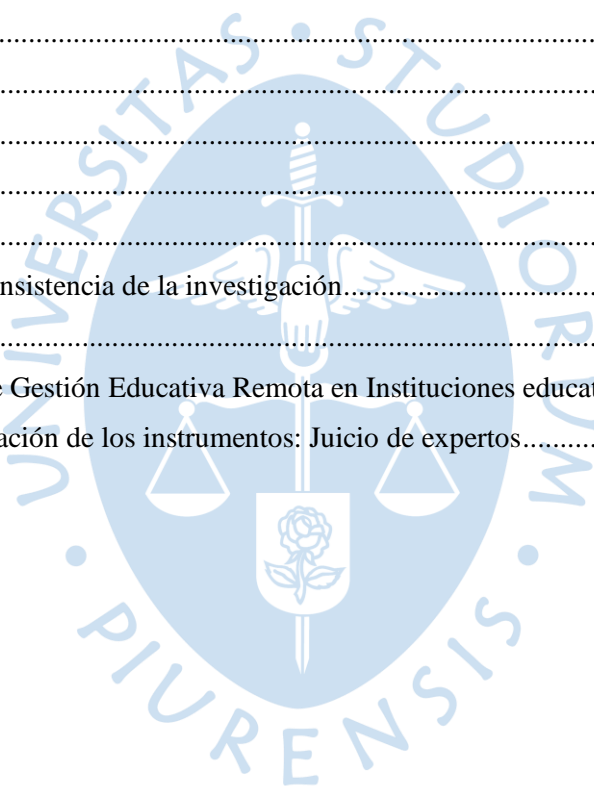 nsistencia de la investigación
e Gestión Educativa Remota en Instituciones educat
ación de los instrumentos: Juicio de expertos
UNIVERSITAS • STUDIORUM • PIURENSIS •